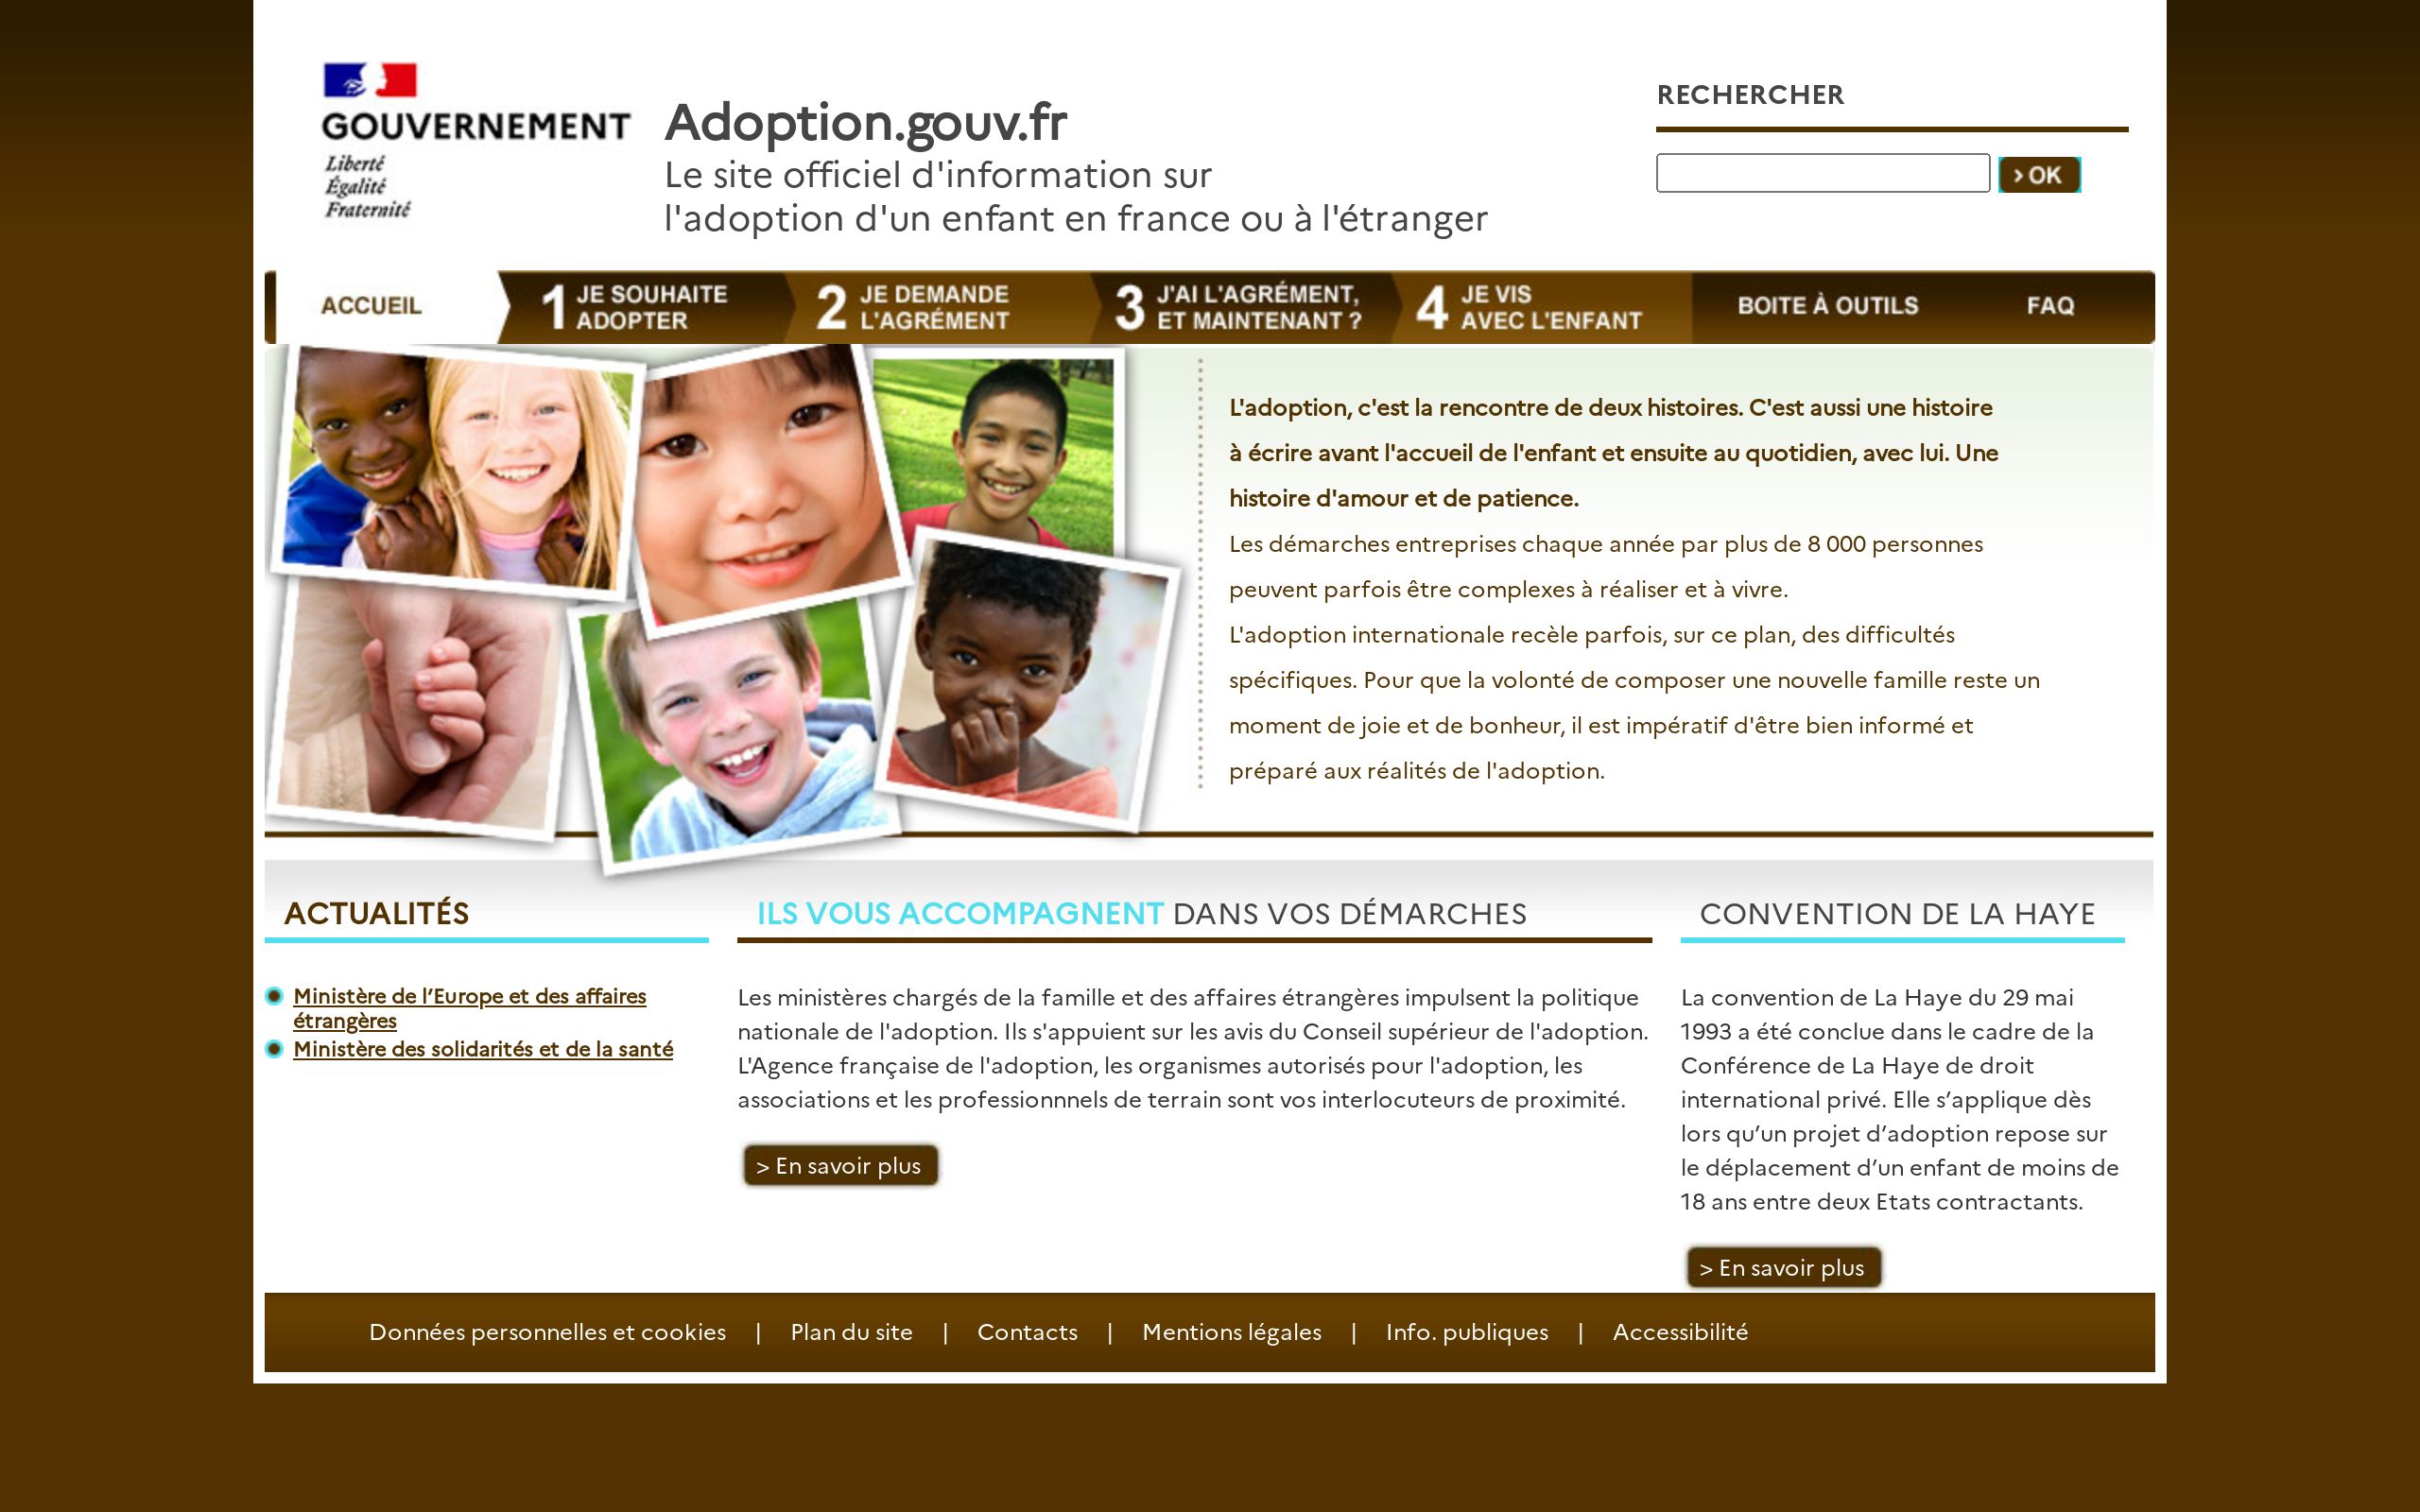 GOUVERNEMENT
Liberté
Égalité
Fraternité
Adoption.gouv.fr
Le site officiel d'information sur
l'adoption d'un enfant en france ou à l'étranger
RECHERCHER
› OK
ACCUEIL
1 JE SOUHAITE
ADOPTER
2 JE DEMANDE
L'AGRÉMENT
3 J'AI L'AGRÉMENT,
ET MAINTENANT ?
4 JE VIS
AVEC L'ENFANT
BOITE À OUTILS
FAQ
L'adoption, c'est la rencontre de deux histoires. C'est aussi une histoire
à écrire avant l'accueil de l'enfant et ensuite au quotidien, avec lui. Une
histoire d'amour et de patience.
Les démarches entreprises chaque année par plus de 8 000 personnes
peuvent parfois être complexes à réaliser et à vivre.
L'adoption internationale recèle parfois, sur ce plan, des difficultés
spécifiques. Pour que la volonté de composer une nouvelle famille reste un
moment de joie et de bonheur, il est impératif d'être bien informé et
préparé aux réalités de l'adoption.
ACTUALITÉS
Ministère de l’Europe et des affaires
étrangères
Ministère des solidarités et de la santé
ILS VOUS ACCOMPAGNENT DANS VOS DÉMARCHES
Les ministères chargés de la famille et des affaires étrangères impulsent la politique
nationale de l'adoption. Ils s'appuient sur les avis du Conseil supérieur de l'adoption.
L'Agence française de l'adoption, les organismes autorisés pour l'adoption, les
associations et les professionnnels de terrain sont vos interlocuteurs de proximité.
> En savoir plus
CONVENTION DE LA HAYE
La convention de La Haye du 29 mai
1993 a été conclue dans le cadre de la
Conférence de La Haye de droit
international privé. Elle s’applique dès
lors qu’un projet d’adoption repose sur
le déplacement d’un enfant de moins de
18 ans entre deux Etats contractants.
> En savoir plus
Données personnelles et cookies | Plan du site | Contacts | Mentions légales | Info. publiques | Accessibilité